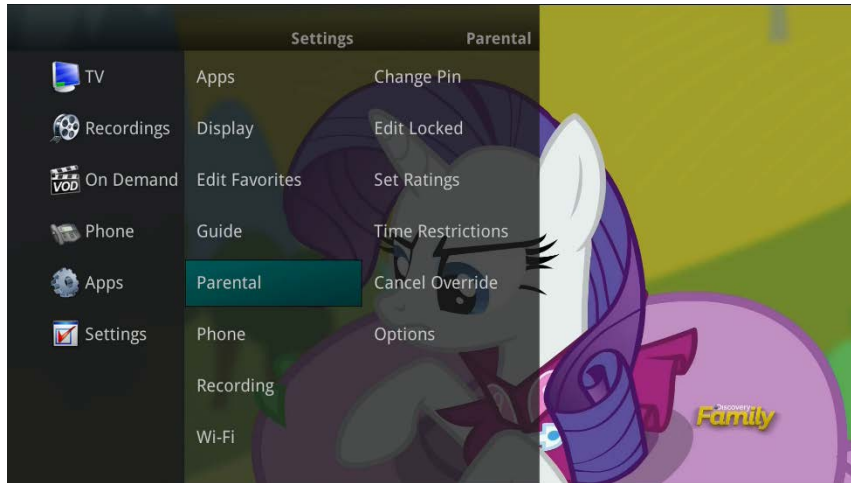 Settings
Parental
TV
Recordings
VOD
On Demand
Phone
Apps
Settings
Apps
Display
Edit Favorites
Guide
Parental
Phone
Recording
Wi-Fi
Change Pin
Edit Locked
Set Ratings
Time Restrictions
Cancel Override
Options
Discovery
Family